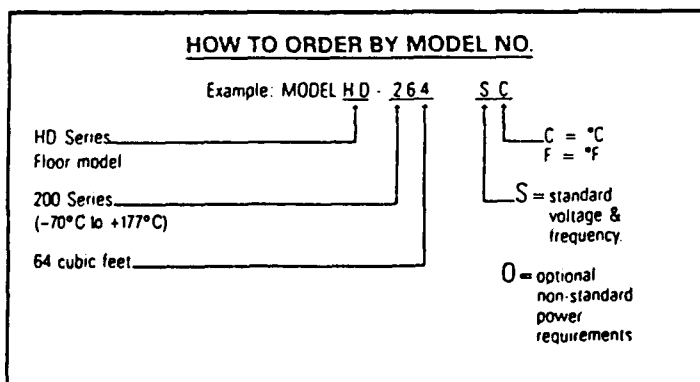 HOW TO ORDER BY MODEL NO.
Example: MODEL HD - 264 SC
HD Series
Floor model
200 Series
(-70°C to +177°C)
64 cubic feet
C = °C
F = °F
S = standard
voltage &
frequency.
O = optional
non-standard
power
requirements